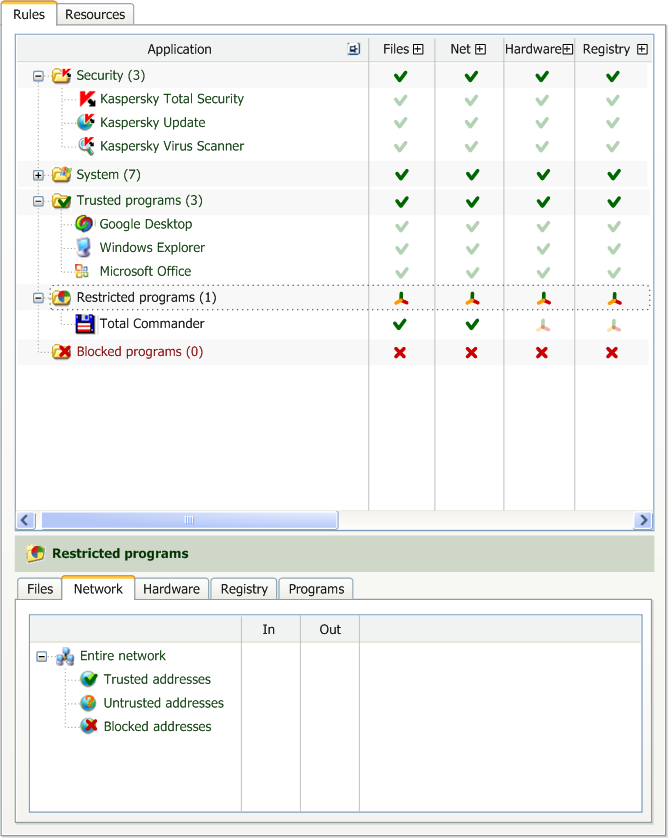 Rules Resources
Application Files Net Hardware Registry
Security (3)
Kaspersky Total Security
Kaspersky Update
Kaspersky Virus Scanner
System (7)
Trusted programs (3)
Google Desktop
Windows Explorer
Microsoft Office
Restricted programs (1)
Total Commander
Blocked programs (0)
Restricted programs
Files Network Hardware Registry Programs
In Out
Entire network
Trusted addresses
Untrusted addresses
Blocked addresses